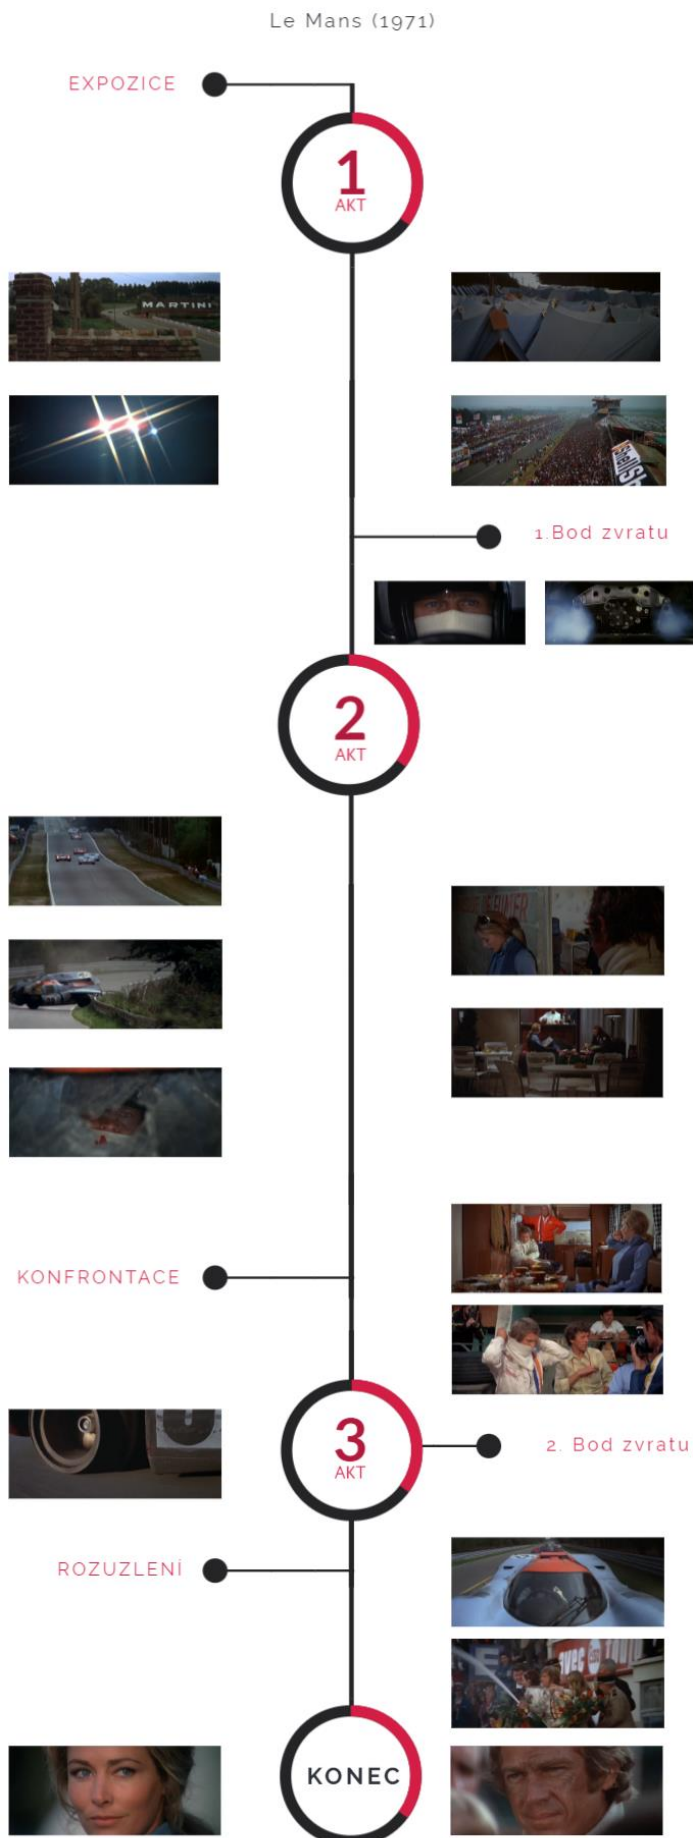 Le Mans (1971)
EXPOZICE
1
AKT
MARTINI
1.Bod zvratu
2
AKT
KONFRONTACE
3
AKT
2. Bod zvratu
ROZUZLENÍ
KONEC